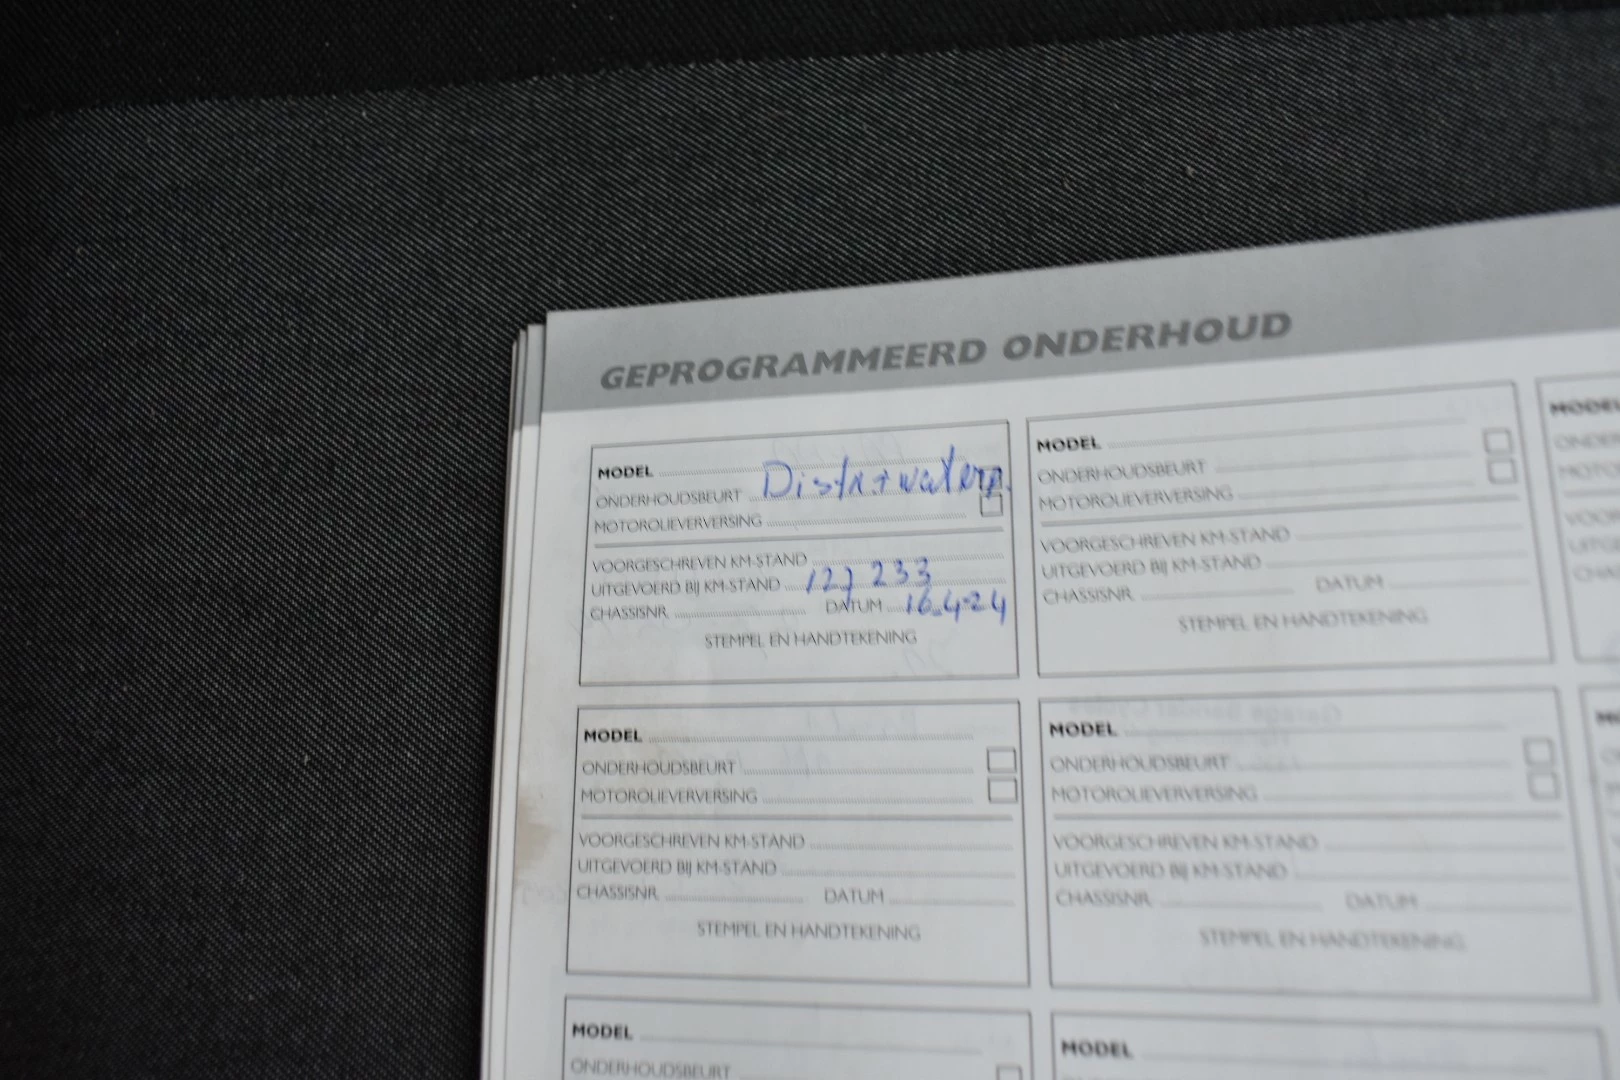 GEPROGRAMMEERD ONDERHOUD
MODEL
ONDERHOUDSBEURT Distr.+waterp.
MOTOROLIEVERVERSING
VOORGESCHREVEN KM-STAND
UITGEVOERD BIJ KM-STAND 127 233
CHASSISNR. DATUM 16-4-24
STEMPEL EN HANDTEKENING
MODEL
ONDERHOUDSBEURT
MOTOROLIEVERVERSING
VOORGESCHREVEN KM-STAND
UITGEVOERD BIJ KM-STAND
CHASSISNR. DATUM
STEMPEL EN HANDTEKENING
MODEL
MODEL
ONDERHOUDSBEURT
MOTOROLIEVERVERSING
VOORGESCHREVEN KM-STAND
UITGEVOERD BIJ KM-STAND
CHASSISNR. DATUM
STEMPEL EN HANDTEKENING
MODEL
ONDERHOUDSBEURT
MOTOROLIEVERVERSING
VOORGESCHREVEN KM-STAND
UITGEVOERD BIJ KM-STAND
CHASSISNR. DATUM
STEMPEL EN HANDTEKENING
MODEL
ONDERHOUDSBEURT
MODEL